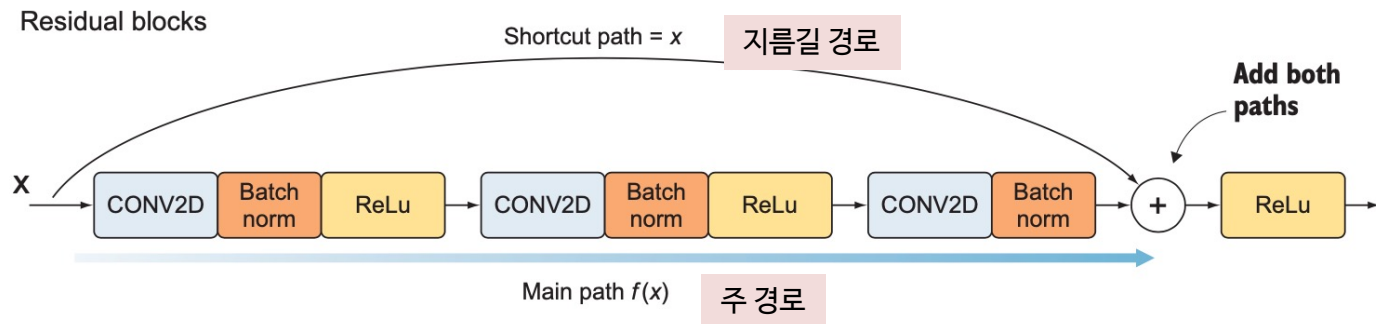 Residual blocks
Shortcut path = x
지름길 경로
Add both
paths
X
CONV2D
Batch
norm
ReLu
CONV2D
Batch
norm
ReLu
CONV2D
Batch
norm
+
ReLu
Main path f(x)
주 경로